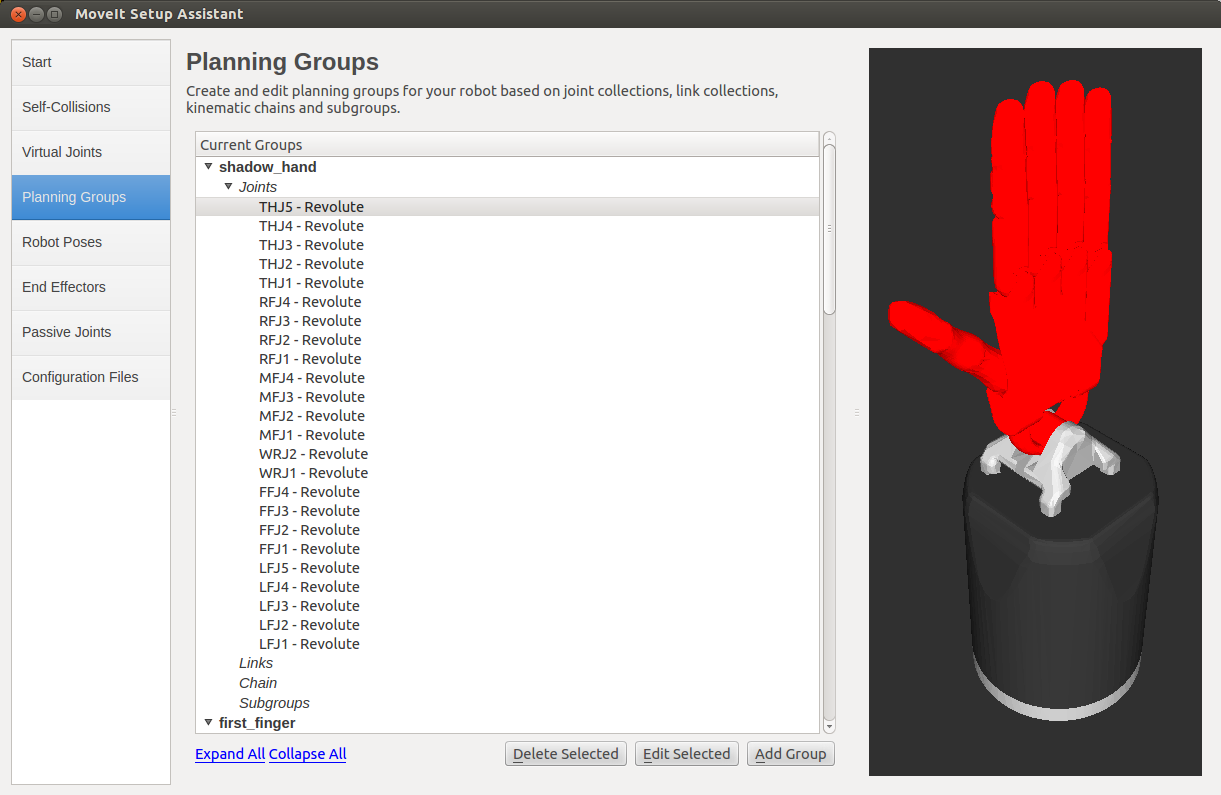 MoveIt Setup Assistant
Start
Self-Collisions
Virtual Joints
Planning Groups
Robot Poses
End Effectors
Passive Joints
Configuration Files
Planning Groups
Create and edit planning groups for your robot based on joint collections, link collections,
kinematic chains and subgroups.
Current Groups
shadow_hand
Joints
THJ5 - Revolute
THJ4 - Revolute
THJ3 - Revolute
THJ2 - Revolute
THJ1 - Revolute
RFJ4 - Revolute
RFJ3 - Revolute
RFJ2 - Revolute
RFJ1 - Revolute
MFJ4 - Revolute
MFJ3 - Revolute
MFJ2 - Revolute
MFJ1 - Revolute
WRJ2 - Revolute
WRJ1 - Revolute
FFJ4 - Revolute
FFJ3 - Revolute
FFJ2 - Revolute
FFJ1 - Revolute
LFJ5 - Revolute
LFJ4 - Revolute
LFJ3 - Revolute
LFJ2 - Revolute
LFJ1 - Revolute
Links
Chain
Subgroups
first_finger
Expand All Collapse All
Delete Selected
Edit Selected
Add Group